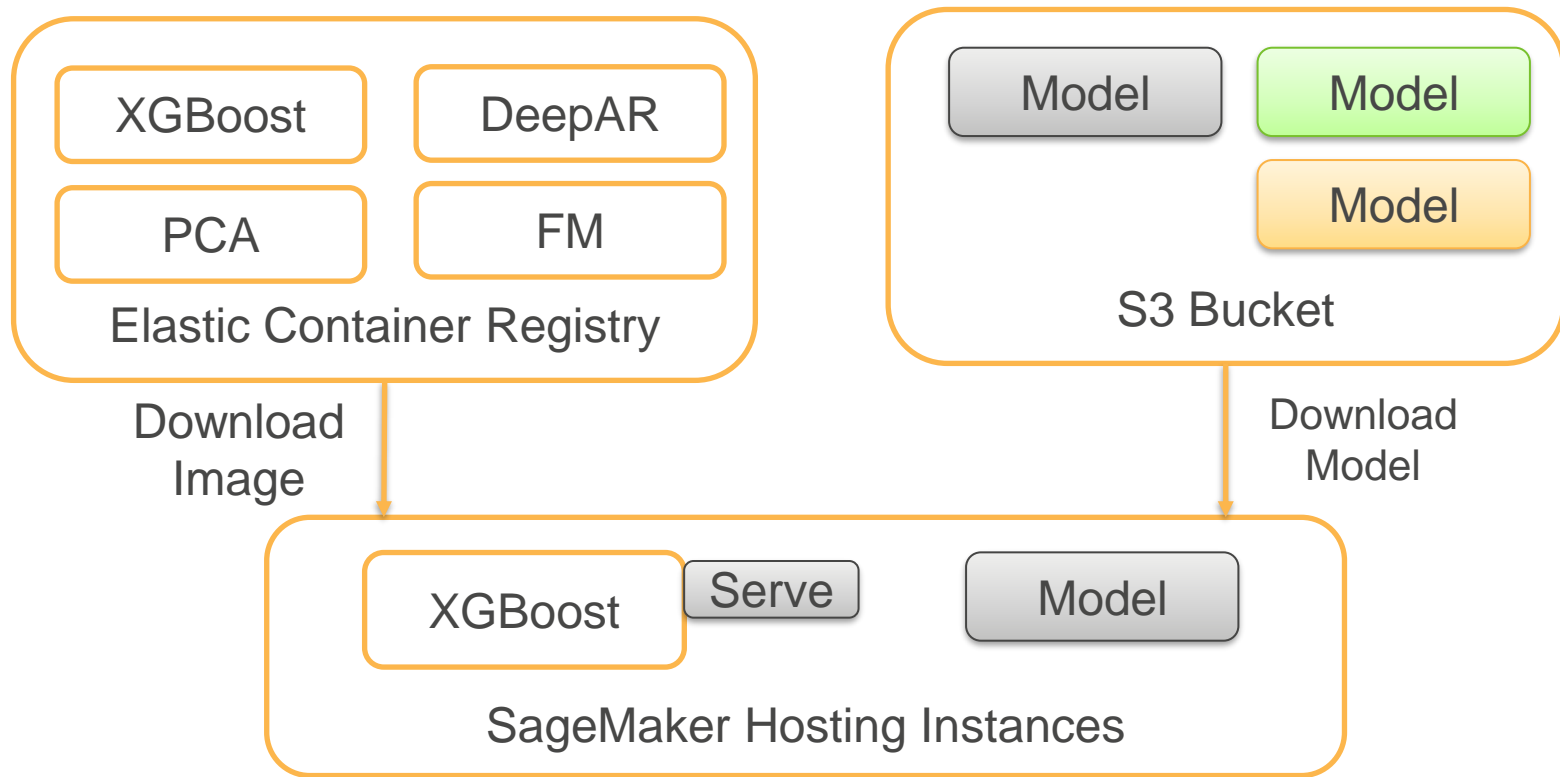 XGBoost
DeepAR
PCA
FM
Elastic Container Registry
Model
Model
Model
S3 Bucket
Download
Image
Download
Model
XGBoost
Serve
Model
SageMaker Hosting Instances